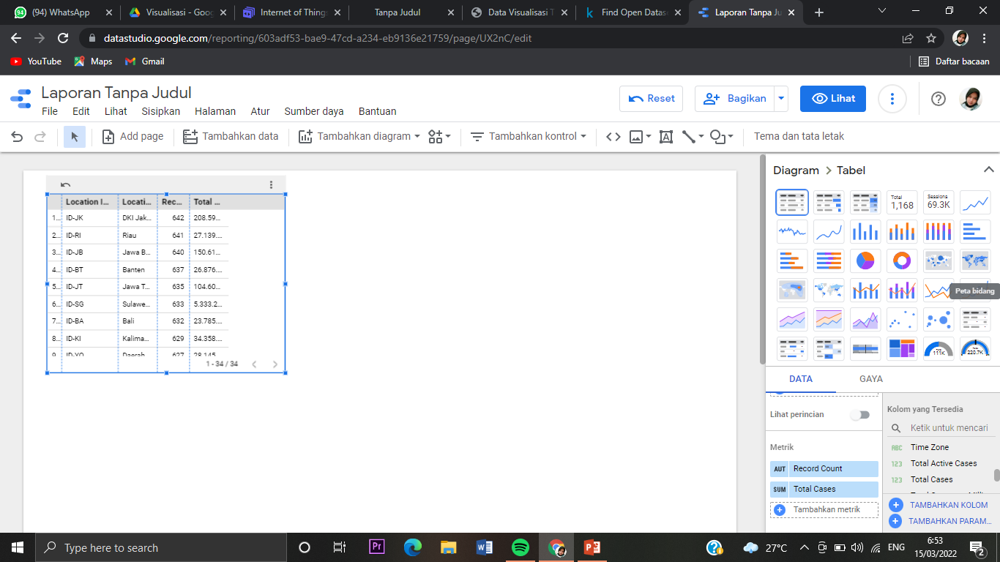 (94) WhatsApp
Visualisasi - Goog
Internet of Things
Tanpa Judul
Data Visualisasi T
Find Open Datase
Laporan Tanpa Ju
datastudio.google.com/reporting/603adf53-bae9-47cd-a234-eb9136e21759/page/UX2nC/edit
YouTube Maps Gmail Daftar bacaan
Laporan Tanpa Judul
File Edit Lihat Sisipkan Halaman Atur Sumber daya Bantuan
Reset Bagikan Lihat
Add page Tambahkan data Tambahkan diagram Tambahkan kontrol Tema dan tata letak
Location I... Locati... Rec... Total ...
1... ID-JK DKI Jak... 642 208.59...
2... ID-RI Riau 641 27.139....
3... ID-JB Jawa B... 640 150.61...
4... ID-BT Banten 637 26.876....
5... ID-JT Jawa T... 635 104.60...
6... ID-SG Sulawe... 633 5.333.2...
7... ID-BA Bali 632 23.785....
8... ID-KI Kalima... 629 34.358....
9 ID-YO Daerah 627 28.145
1 - 34 / 34
Diagram Tabel
Total 1,168
Sessions 69.3K
Peta bidang
111K
220.7K
DATA GAYA
Lihat perincian
Metrik
AUT Record Count
SUM Total Cases
Tambahkan metrik
Kolom yang Tersedia
Ketik untuk mencari
ABC Time Zone
123 Total Active Cases
123 Total Cases
TAMBAHKAN KOLOM
TAMBAHKAN PARAM...
Type here to search
27°C ENG
6:53
15/03/2022
2